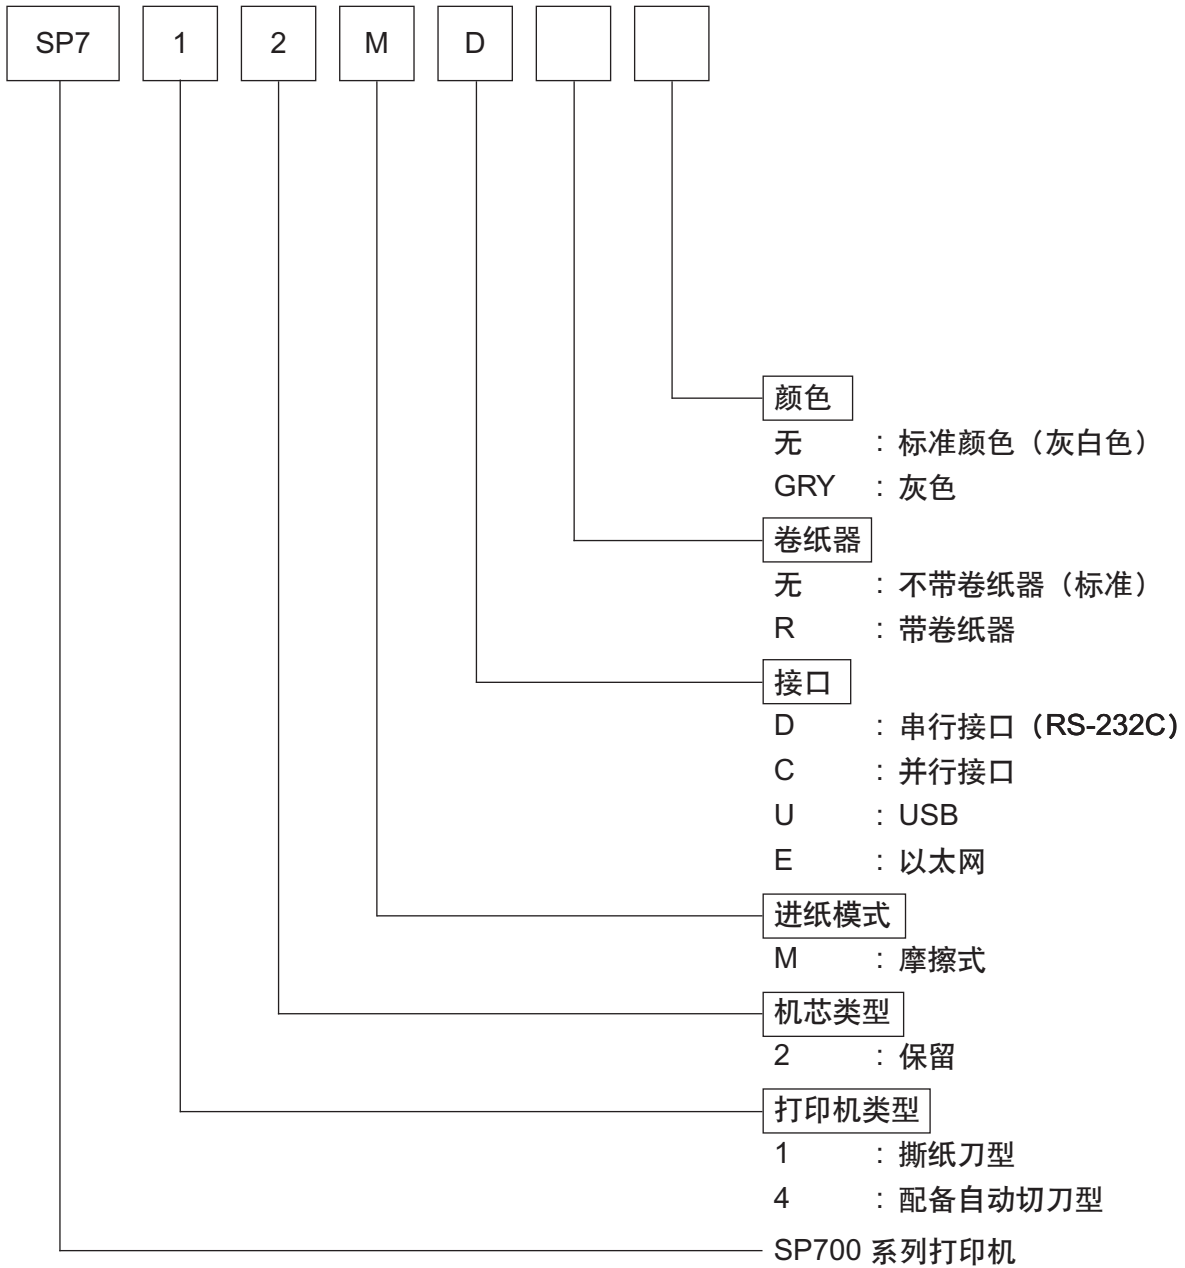 SP7 1 2 M D
颜色
无 : 标准颜色（灰白色）
GRY : 灰色
卷纸器
无 : 不带卷纸器（标准）
R : 带卷纸器
接口
D : 串行接口（RS-232C）
C : 并行接口
U : USB
E : 以太网
进纸模式
M : 摩擦式
机芯类型
2 : 保留
打印机类型
1 : 撕纸刀型
4 : 配备自动切刀型
SP700 系列打印机